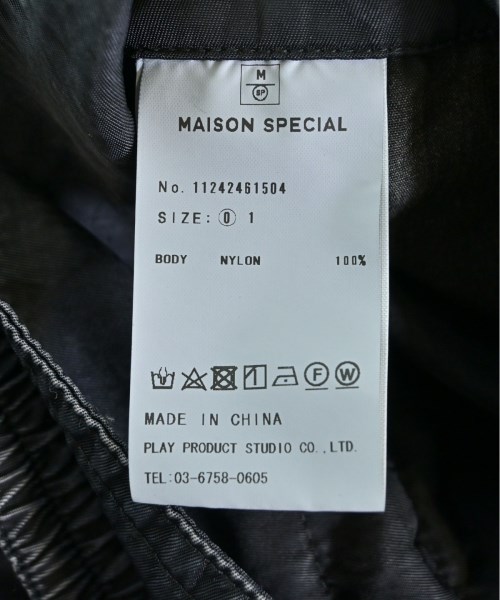 M
SP
MAISON SPECIAL
No. 11242461504
SIZE: ⓪ 1
BODY NYLON 100%
F W
MADE IN CHINA
PLAY PRODUCT STUDIO CO.,LTD.
TEL:03-6758-0605